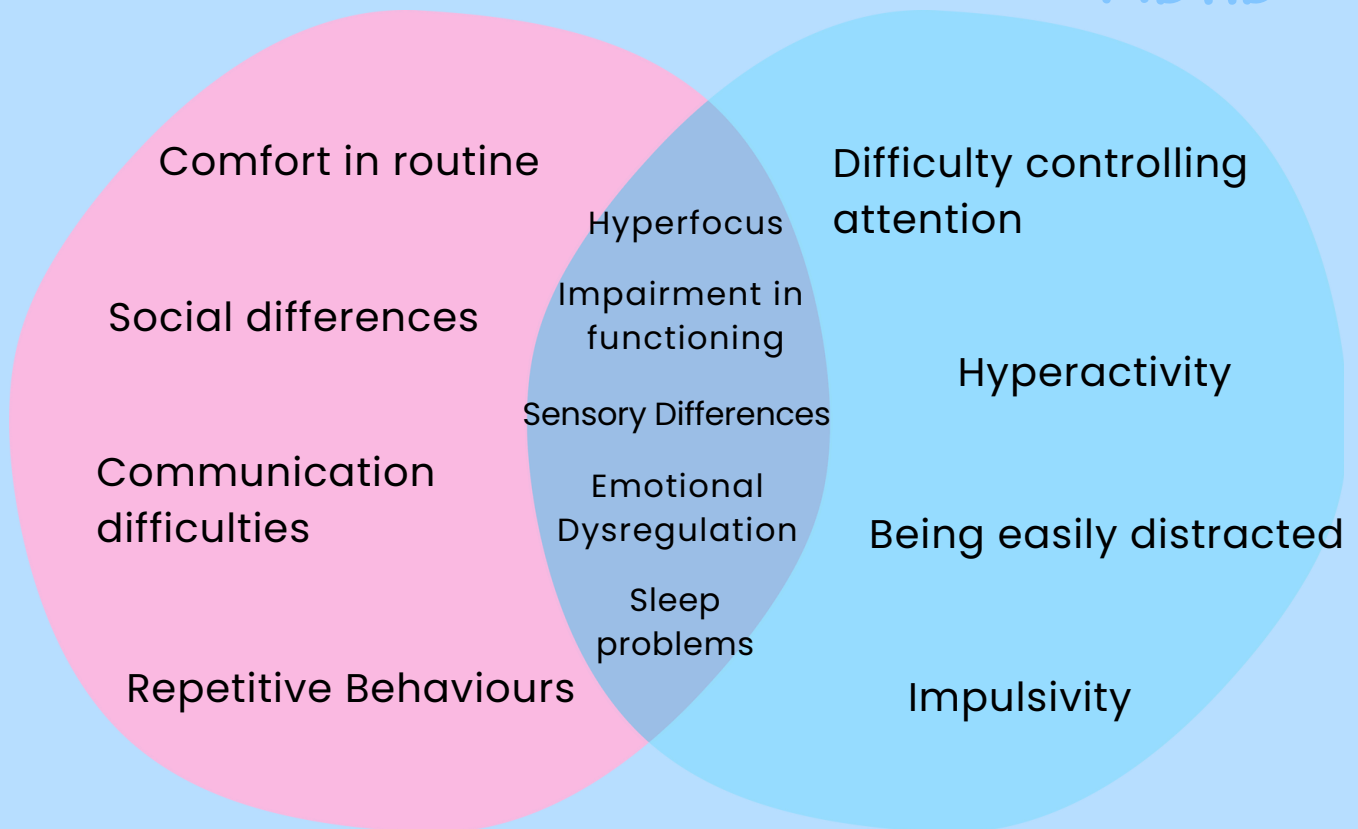 Comfort in routine
Social differences
Communication
difficulties
Repetitive Behaviours
Hyperfocus
Impairment in
functioning
Sensory Differences
Emotional
Dysregulation
Sleep
problems
Difficulty controlling
attention
Hyperactivity
Being easily distracted
Impulsivity